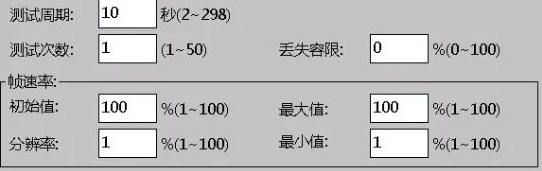 测试周期: 10 秒(2~298)
测试次数: 1 (1~50) 丢失容限: 0 %(0~100)
帧速率:
初始值: 100 %(1~100) 最大值: 100 %(1~100)
分辨率: 1 %(1~100) 最小值: 1 %(1~100)